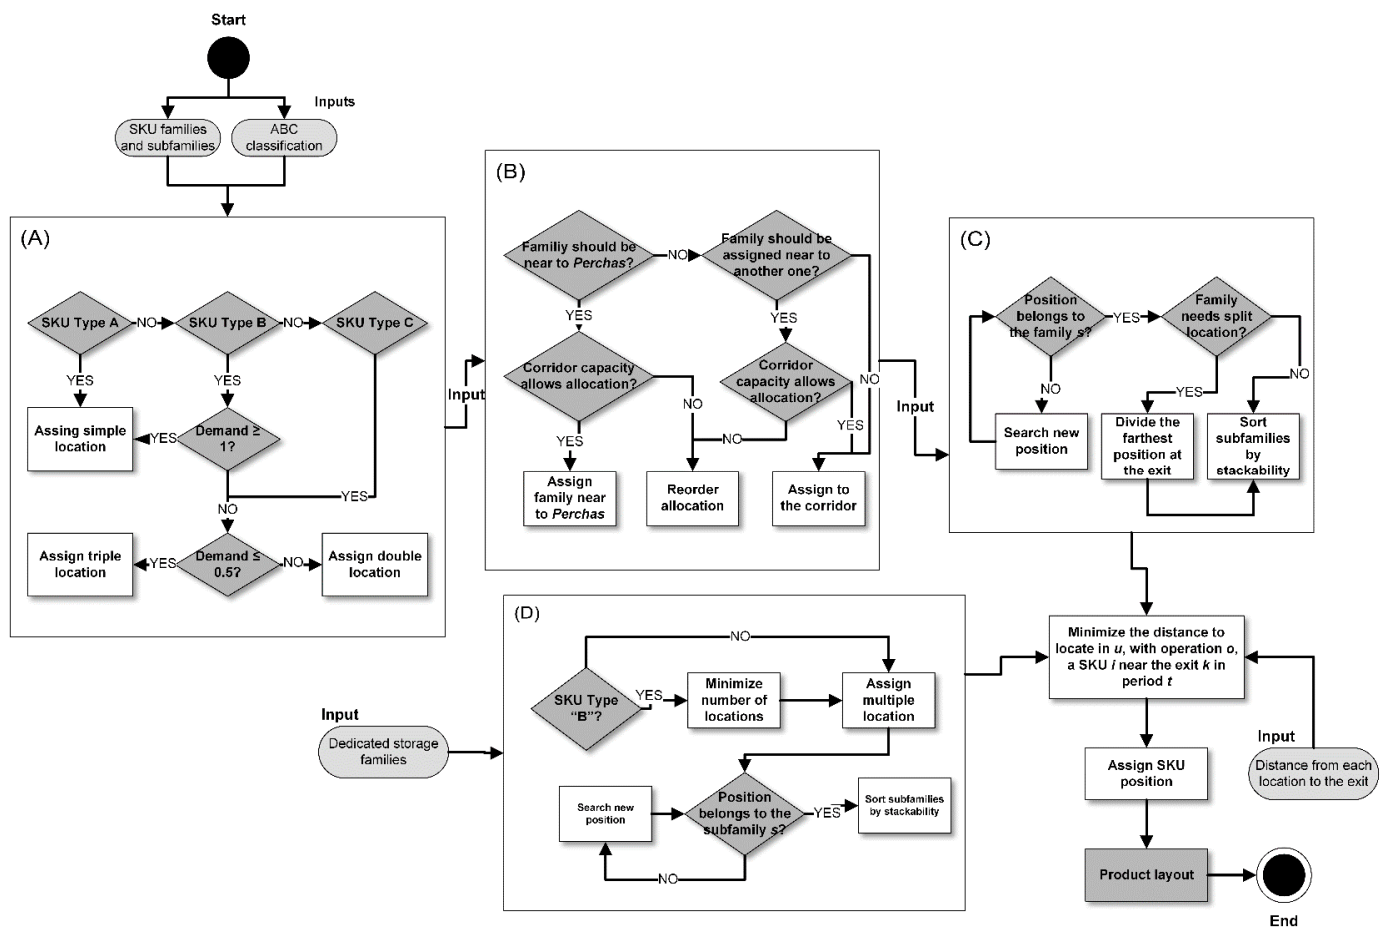 Start
Inputs
SKU families
and subfamilies
ABC
classification
(A)
SKU Type A
NO
SKU Type B
NO
SKU Type C
YES
YES
Assing simple
location
YES
Demand ≥
1?
YES
NO
Assign triple
location
YES
Demand ≤
0.5?
NO
Assign double
location
Input
(B)
Familiy should be
near to Perchas?
NO
Family should be
assigned near to
another one?
YES
YES
Corridor capacity
allows allocation?
Corridor
capacity allows
allocation?
NO
NO
NO
YES
YES
Assign
family near
to Perchas
Reorder
allocation
Assign to
the corridor
Input
(C)
Position
belongs to
the family s?
YES
Family
needs split
location?
NO
NO
YES
Search new
position
Divide the
farthest
position at
the exit
Sort
subfamilies
by
stackability
(D)
NO
SKU Type
“B”?
YES
Minimize
number of
locations
Assign
multiple
location
Input
Dedicated storage
families
Search new
position
Position
belongs to the
subfamily s?
YES
Sort subfamilies
by stackability
NO
Minimize the distance to
locate in u, with operation o,
a SKU i near the exit k in
period t
Input
Distance from each
location to the exit
Assign SKU
position
Product layout
End